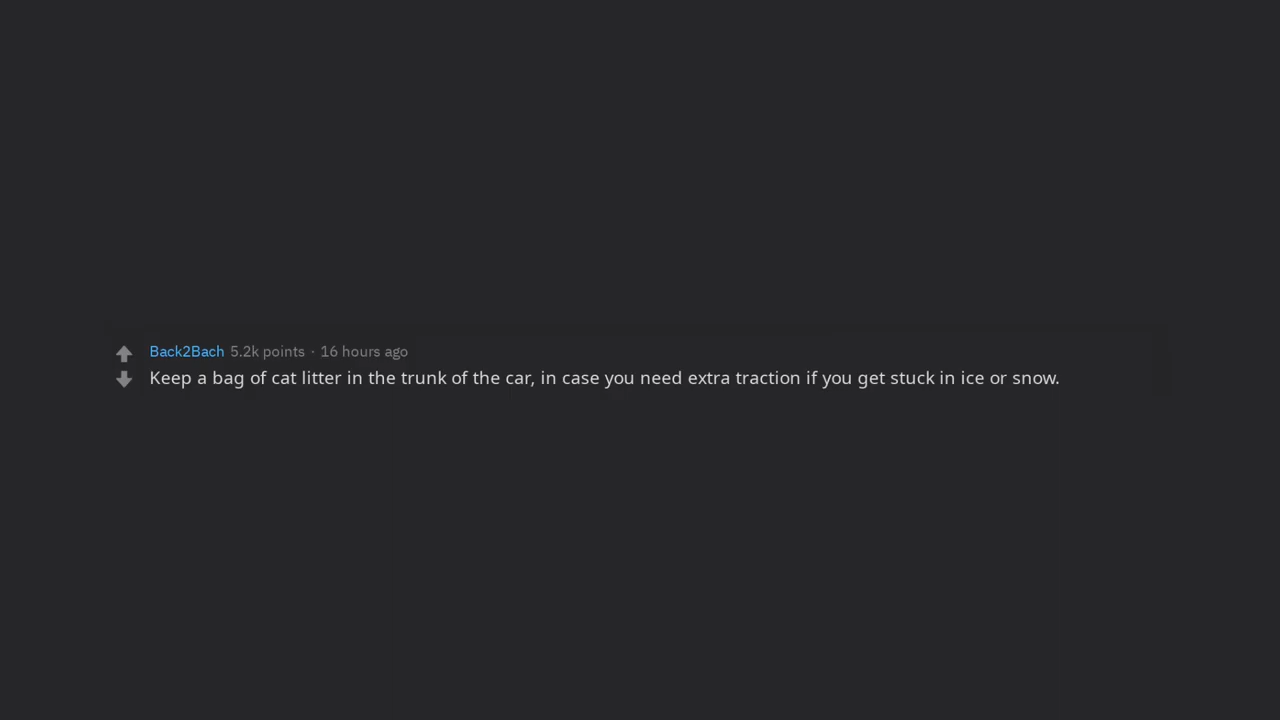 Back2Bach 5.2k points · 16 hours ago
Keep a bag of cat litter in the trunk of the car, in case you need extra traction if you get stuck in ice or snow.